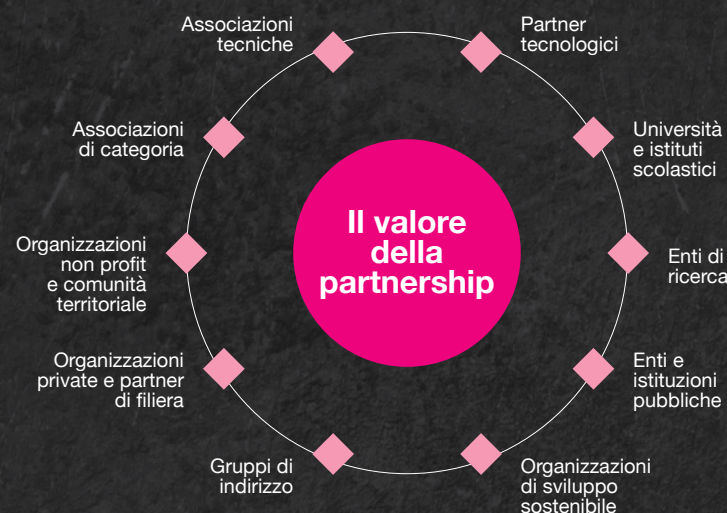 Associazioni
tecniche
Partner
tecnologici
Associazioni
di categoria
Università
e istituti
scolastici
Il valore
della
partnership
Organizzazioni
non profit
e comunità
territoriale
Enti di
ricerca
Organizzazioni
private e partner
di filiera
Enti e
istituzioni
pubbliche
Gruppi di
indirizzo
Organizzazioni
di sviluppo
sostenibile